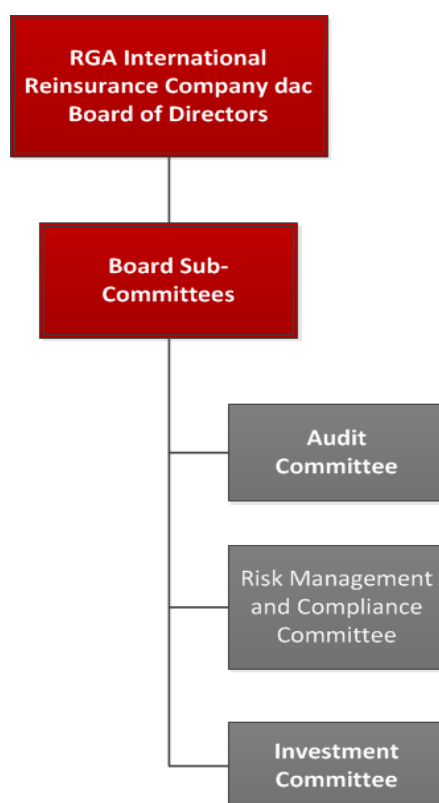 RGA International
Reinsurance Company dac
Board of Directors
Board Sub-
Committees
Audit
Committee
Risk Management
and Compliance
Committee
Investment
Committee